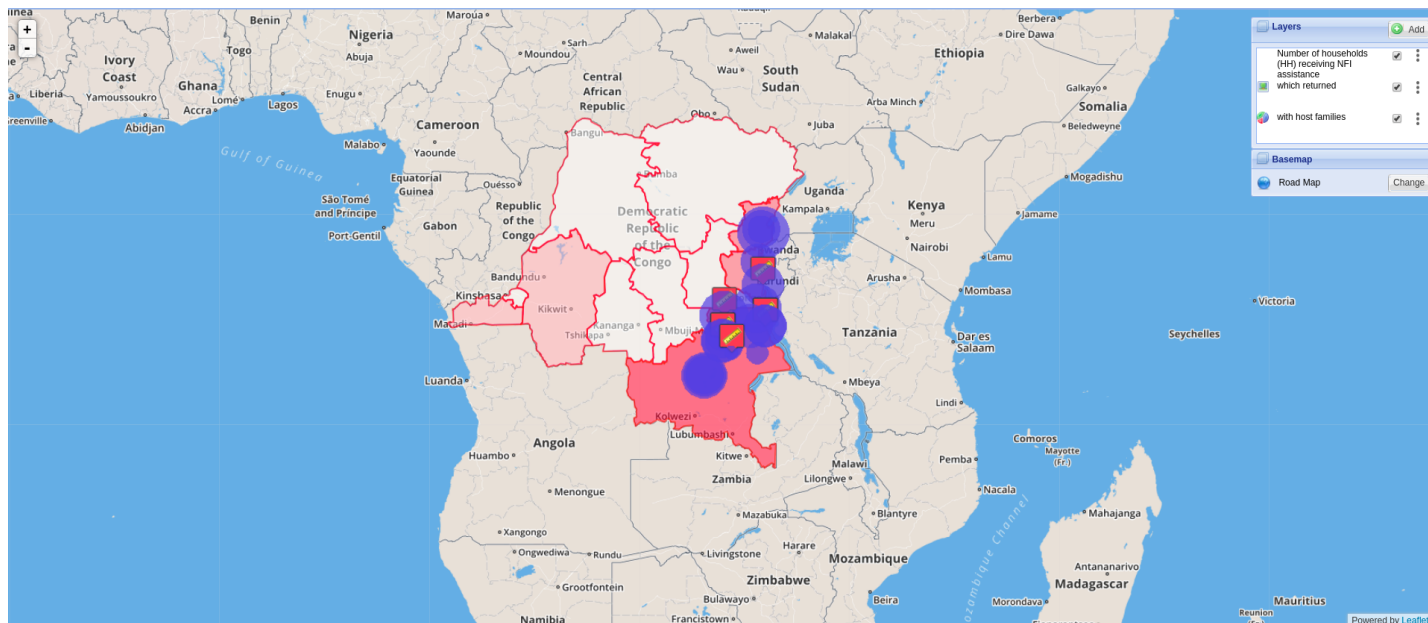 Maroua
Berbera
Benin
Nigeria
Sarh
Malakal
Dire Dawa
+
-
Togo
Abuja
Moundou
Aweil
Ethiopia
Ivory
Coast
Ghana
Central
African
Republic
Wau
South
Sudan
Galkayo
Liberia
Yamoussoukro
Lomé
Accra
Lagos
Enugu
Arba Minch
Somalia
Greenville
Abidjan
Cameroon
Bangui
Obo
Juba
Beledweyne
Malabo
Yaounde
Gulf of Guinea
Equatorial
Guinea
Ouésso
Bumba
Uganda
Mogadishu
São Tomé
and Príncipe
Republic
of the
Congo
Democratic
Republic
of the
Congo
Kampala
Kenya
Meru
Jamame
Port-Gentil
Gabon
Nairobi
Lamu
Bandundu
Arusha
Mombasa
Kinshasa
Kikwit
Victoria
Matadi
Tshikapa
Kananga
Tanzania
Seychelles
Dar es
Salaam
Luanda
Mbeya
Kolwezi
Lindi
Lubumbashi
Angola
Huambo
Kitwe
Malawi
Pemba
Comoros
Mayotte
(Fr.)
Zambia
Lilongwe
Menongue
Nacala
Mazabuka
Blantyre
Mahajanga
Xangongo
Ongwediwa
Rundu
Livingstone
Harare
Mozambique
Antananarivo
Madagascar
Grootfontein
Zimbabwe
Bulawayo
Beira
Morondava
Mauritius
Namibia
Francistown
Reunion
Layers
Add
Number of households
(HH) receiving NFI
assistance
which returned
with host families
Basemap
Road Map
Change
Powered by Leaflet